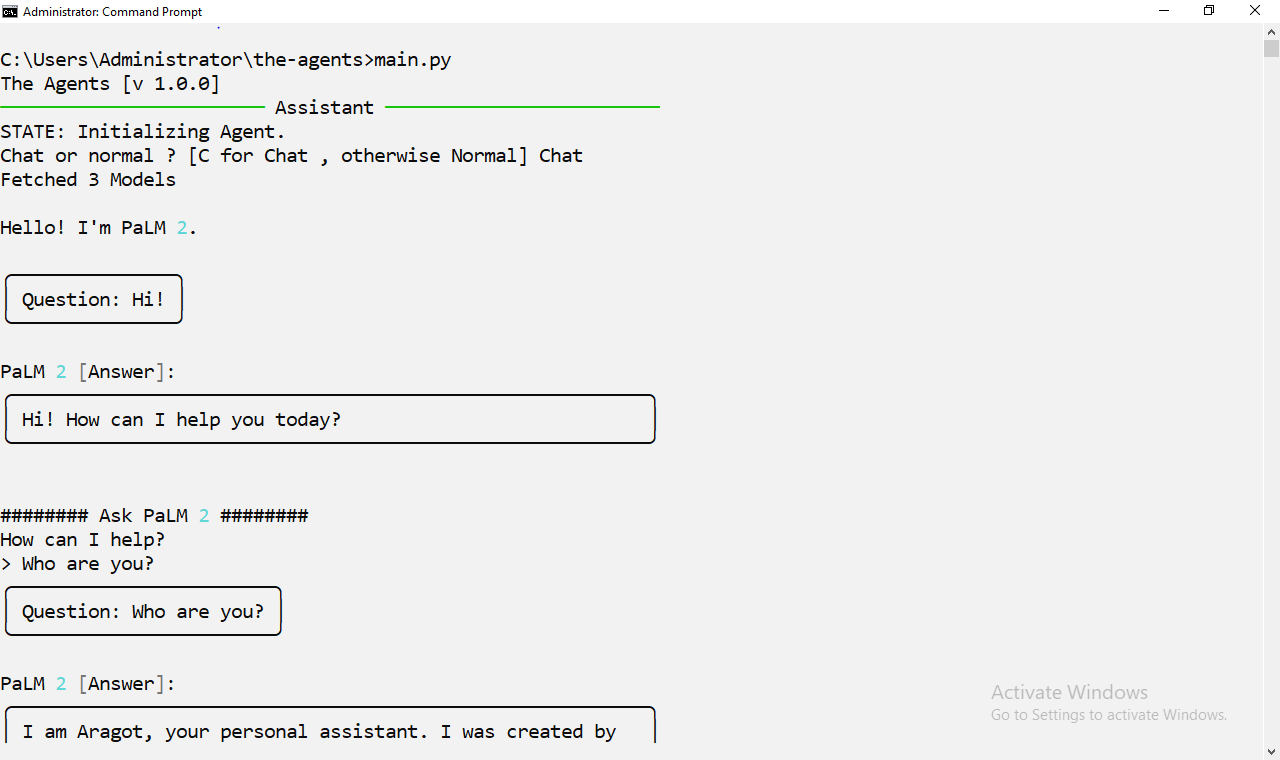 Administrator: Command Prompt
C:\Users\Administrator\the-agents>main.py
The Agents [v 1.0.0]
Assistant
STATE: Initializing Agent.
Chat or normal ? [C for Chat , otherwise Normal] Chat
Fetched 3 Models
Hello! I'm PaLM 2.
Question: Hi!
PaLM 2 [Answer]:
Hi! How can I help you today?
######## Ask PaLM 2 ########
How can I help?
> Who are you?
Question: Who are you?
PaLM 2 [Answer]:
I am Aragot, your personal assistant. I was created by
Activate Windows
Go to Settings to activate Windows.